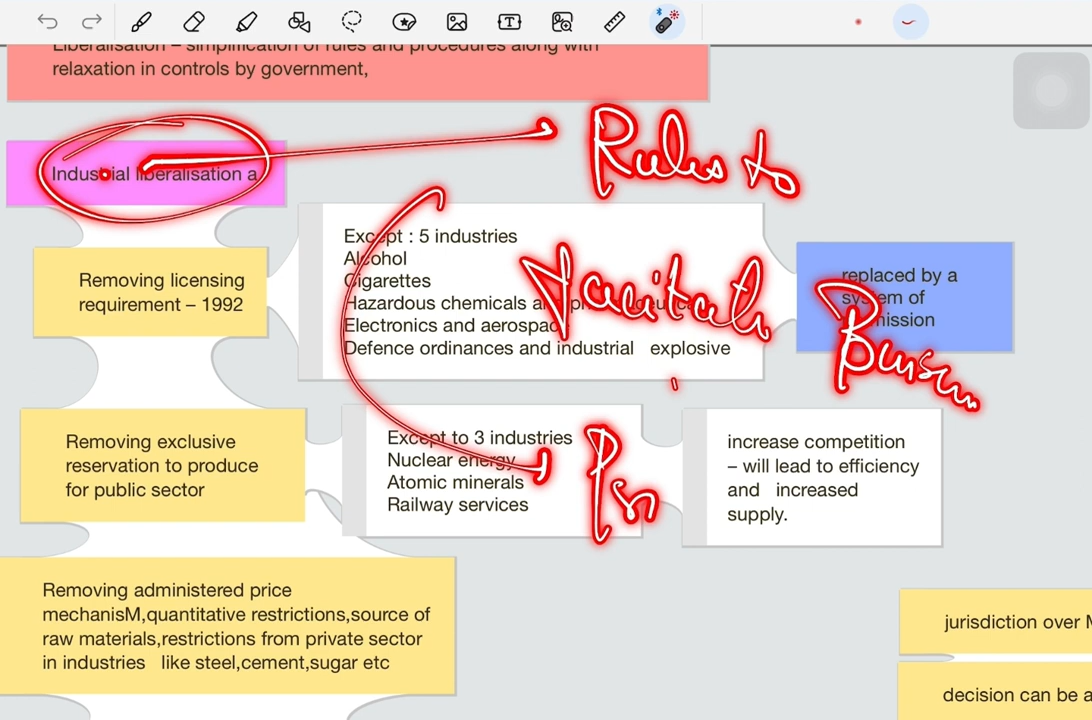 Liberalisation – simplification of rules and procedures along with
relaxation in controls by government,
Rules to
Industrial liberalisation a
Removing licensing
requirement – 1992
Except : 5 industries
Alcohol
Cigarettes
Hazardous chemicals
Electronics and aerospace
Defence ordinances and industrial explosive
replaced by a
system of
Removing exclusive
reservation to produce
for public sector
Except to 3 industries
Nuclear energy
Atomic minerals
Railway services
increase competition
– will lead to efficiency
and increased
supply.
Removing administered price
mechanisM,quantitative restrictions,source of
raw materials,restrictions from private sector
in industries like steel,cement,sugar etc
jurisdiction over
decision can be a